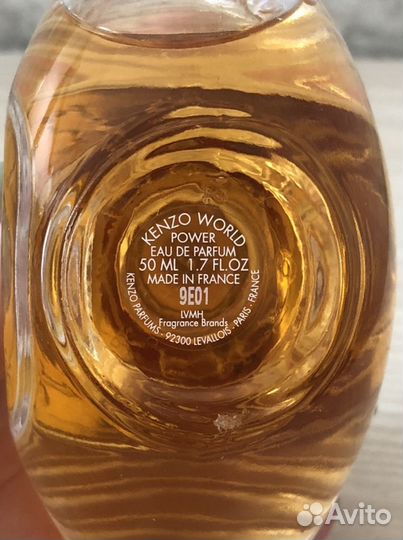 KENZO WORLD
POWER
EAU DE PARFUM
50 ML 1.7 FL.OZ
MADE IN FRANCE
9E01
LVMH
Fragrance Brands
KENZO PARFUMS - 92300 LEVALLOIS - PARIS - FRANCE
Avito